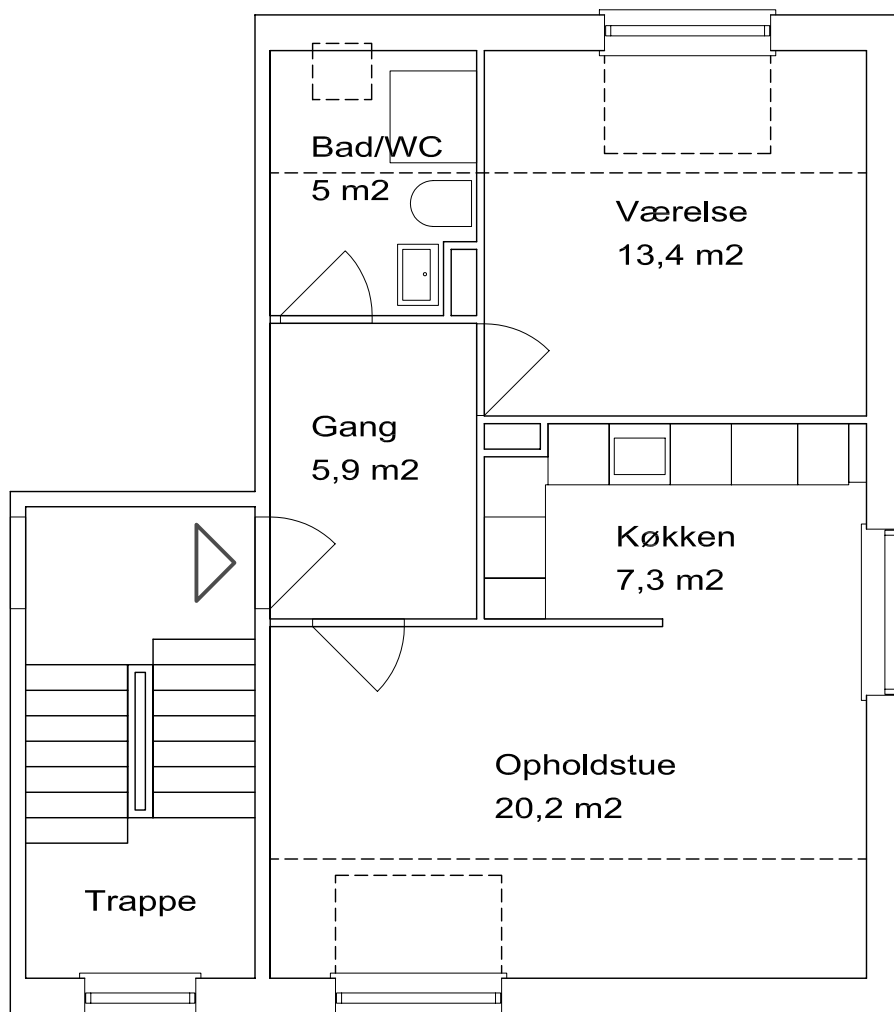 Bad/WC
5 m2
Værelse
13,4 m2
Gang
5,9 m2
Køkken
7,3 m2
Opholdstue
20,2 m2
Trappe